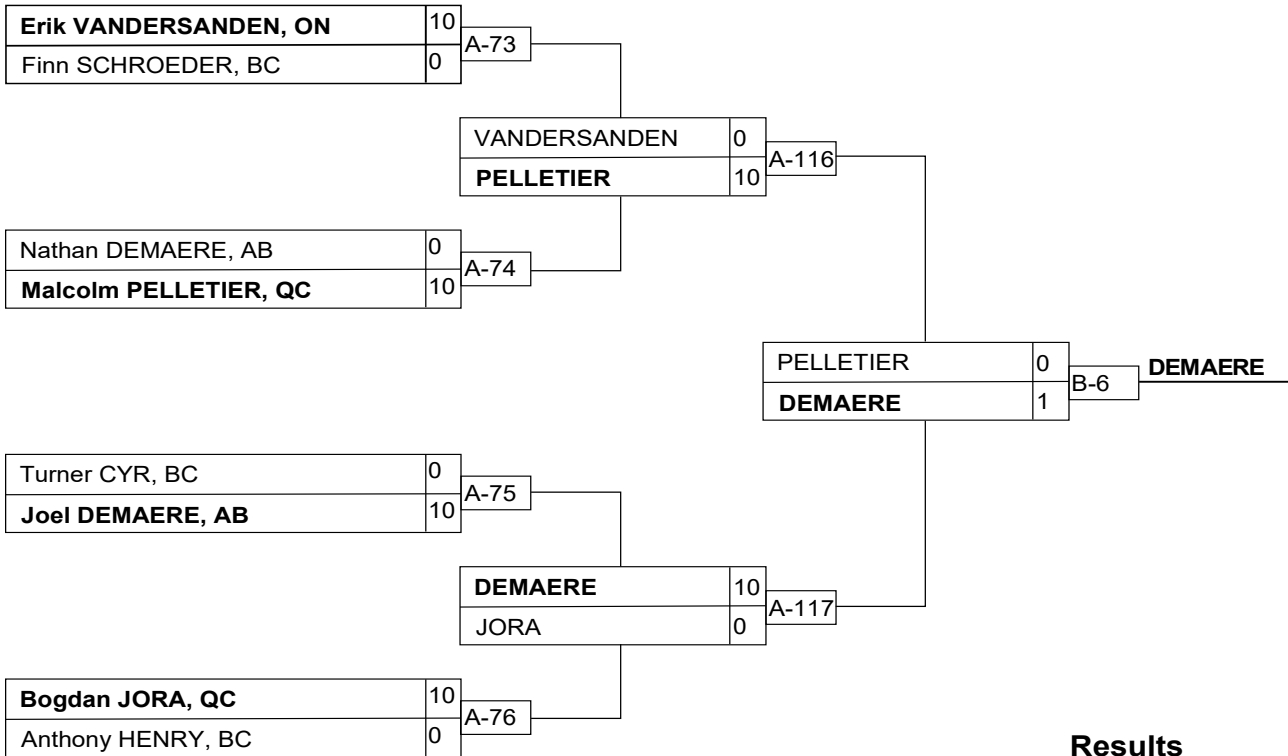 Erik VANDERSANDEN, ON 10
A-73
Finn SCHROEDER, BC 0
VANDERSANDEN 0
A-116
PELLETIER 10
Nathan DEMAERE, AB 0
A-74
Malcolm PELLETIER, QC 10
PELLETIER 0
B-6 DEMAERE
DEMAERE 1
Turner CYR, BC 0
A-75
Joel DEMAERE, AB 10
DEMAERE 10
A-117
JORA 0
Bogdan JORA, QC 10
A-76
Anthony HENRY, BC 0
Results